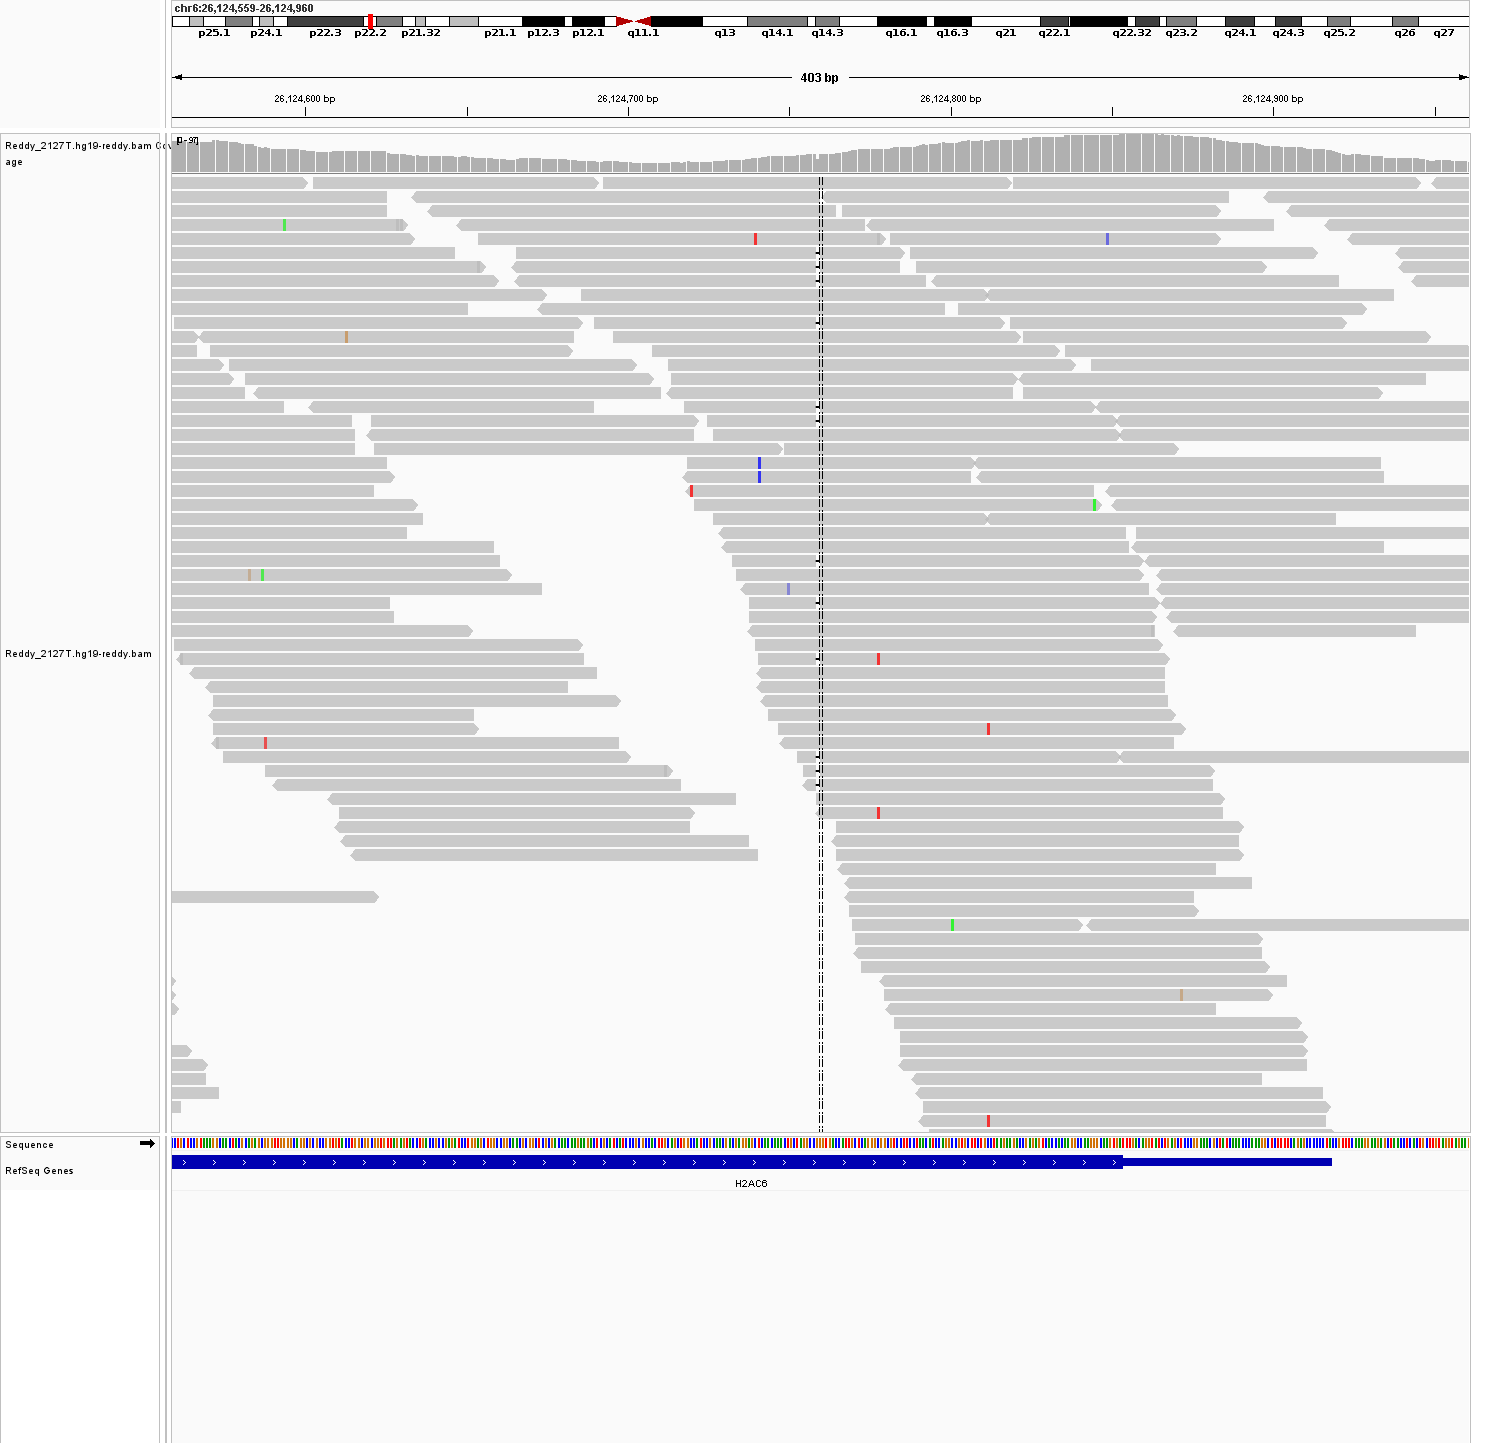 chr6:26,124,559-26,124,960
p25.1 p24.1 p22.3 p22.2 p21.32 p21.1 p12.3 p12.1 q11.1 q13 q14.1 q14.3 q16.1 q16.3 q21 q22.1 q22.32 q23.2 q24.1 q24.3 q25.2 q26 q27
403 bp
26,124,600 bp 26,124,700 bp 26,124,800 bp 26,124,900 bp
[0 - 97]
Reddy_2127T.hg19-reddy.bam
age
Reddy_2127T.hg19-reddy.bam
Sequence
RefSeq Genes
H2AC6